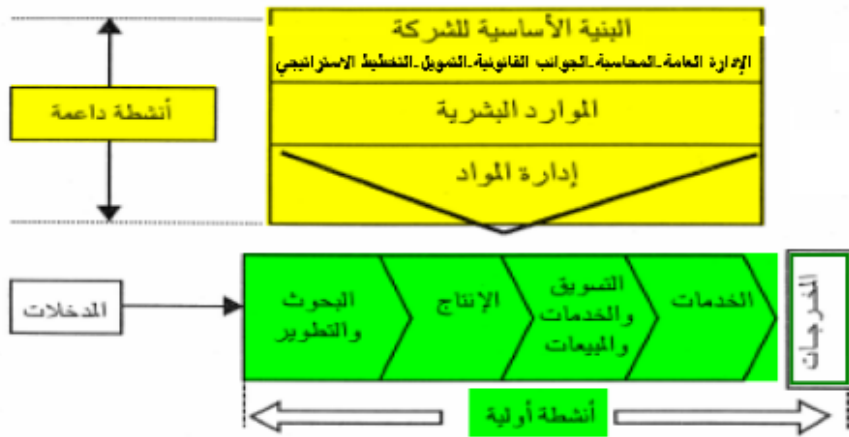 البنية الأساسية للشركة
الإدارة العامة-المحاسبة-الجوانب القانونية-التمويل-التخطيط الاستراتيجي
أنشطة داعمة
الموارد البشرية
إدارة المواد
المدخلات
البحوث
والتطوير
الإنتاج
التسويق
والخدمات
والمبيعات
الخدمات
المخرجات
أنشطة أولية